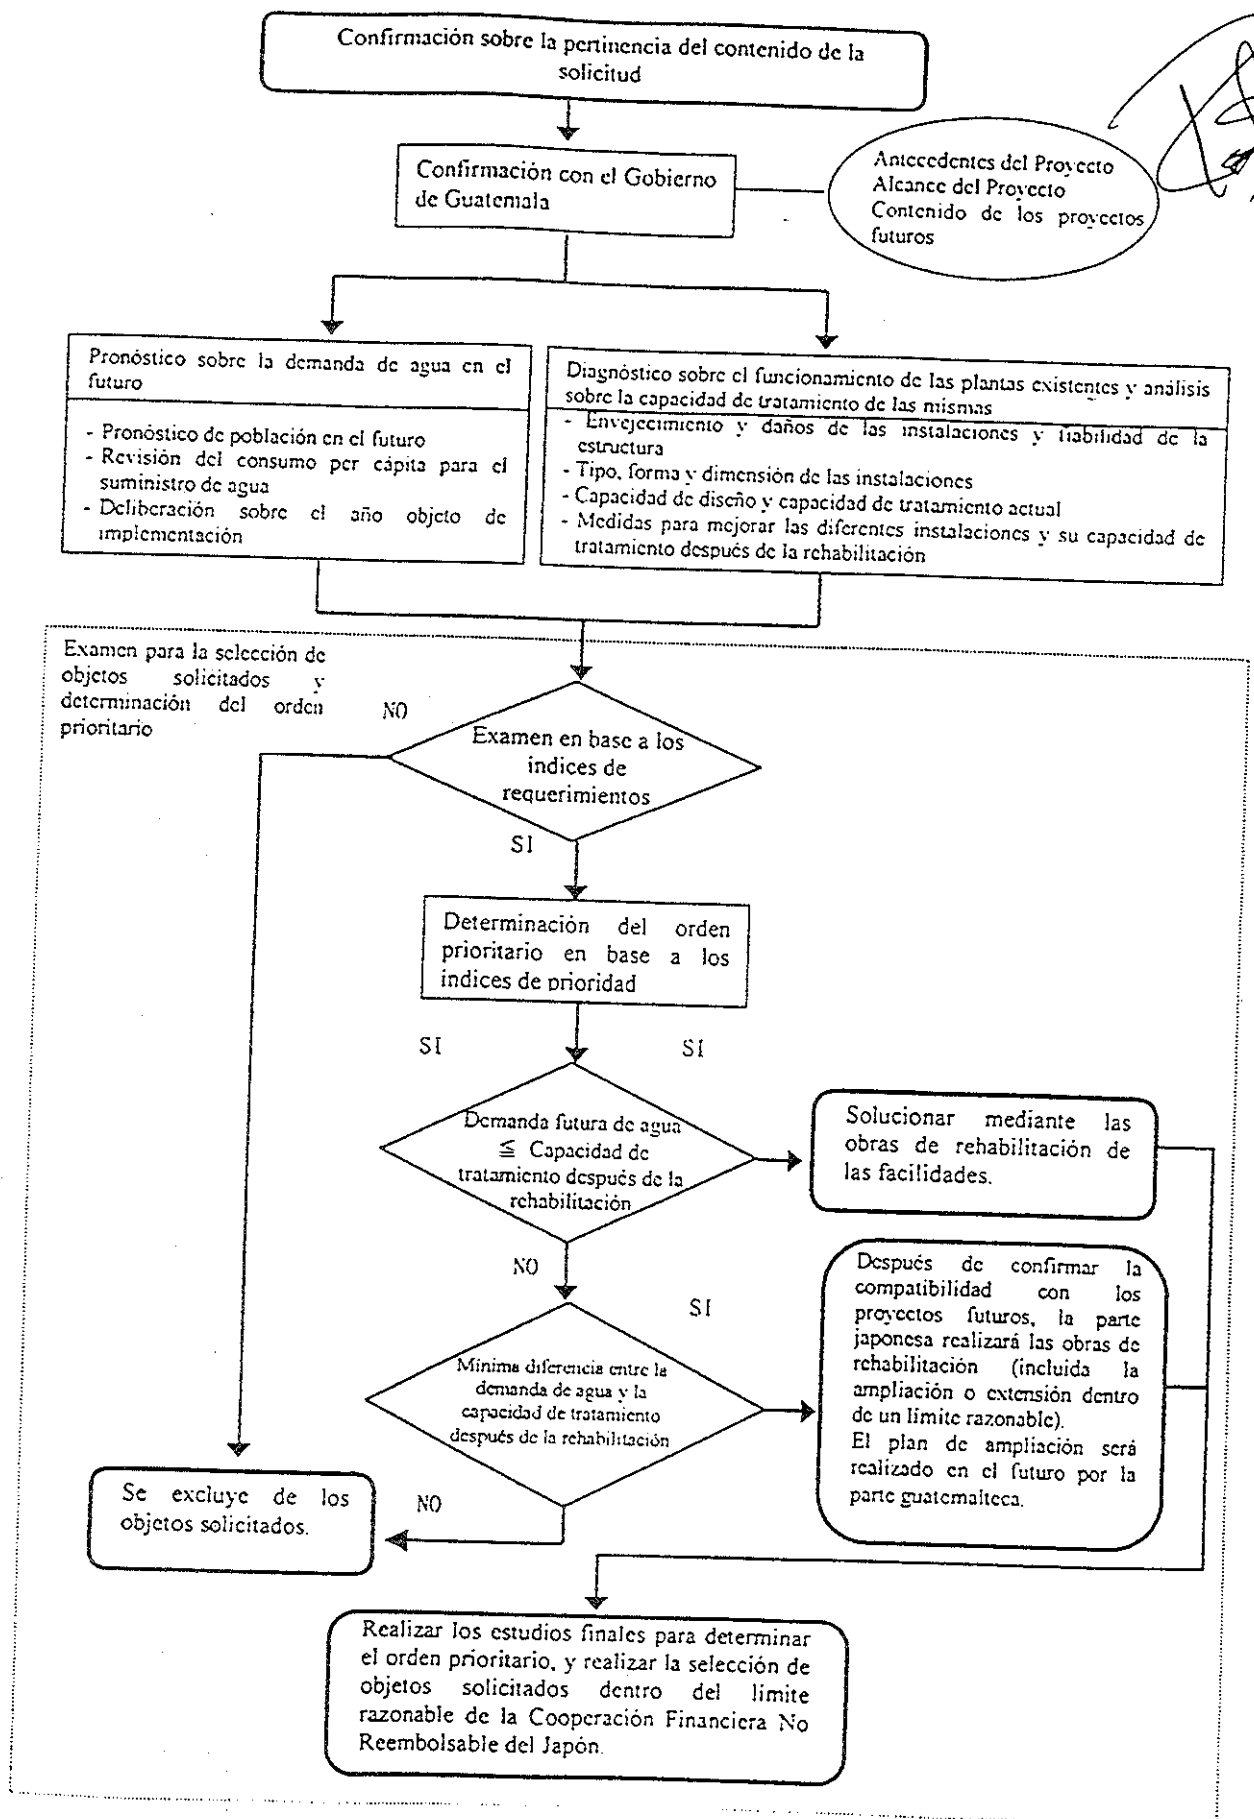 Confirmación sobre la pertinencia del contenido de la
solicitud
Confirmación con el Gobierno
de Guatemala
Antecedentes del Proyecto
Alcance del Proyecto
Contenido de los proyectos
futuros
Pronóstico sobre la demanda de agua en el
futuro
- Pronóstico de población en el futuro
- Revisión del consumo per cápita para el
suministro de agua
- Deliberación sobre el año objeto de
implementación
Diagnóstico sobre el funcionamiento de las plantas existentes y análisis
sobre la capacidad de tratamiento de las mismas
- Envejecimiento y daños de las instalaciones y fiabilidad de la
estructura
- Tipo, forma y dimensión de las instalaciones
- Capacidad de diseño y capacidad de tratamiento actual
- Medidas para mejorar las diferentes instalaciones y su capacidad de
tratamiento después de la rehabilitación
Examen para la selección de
objetos solicitados y
determinación del orden
prioritario
NO
Examen en base a los
índices de
requerimientos
SI
Determinación del orden
prioritario en base a los
índices de prioridad
SI
SI
Demanda futura de agua
≦ Capacidad de
tratamiento después de la
rehabilitación
Solucionar mediante las
obras de rehabilitación de
las facilidades.
NO
SI
Mínima diferencia entre la
demanda de agua y la
capacidad de tratamiento
después de la rehabilitación
Después de confirmar la
compatibilidad con los
proyectos futuros, la parte
japonesa realizará las obras de
rehabilitación (incluida la
ampliación o extensión dentro
de un límite razonable).
El plan de ampliación será
realizado en el futuro por la
parte guatemalteca.
Se excluye de los
objetos solicitados.
NO
Realizar los estudios finales para determinar
el orden prioritario, y realizar la selección de
objetos solicitados dentro del límite
razonable de la Cooperación Financiera No
Reembolsable del Japón.